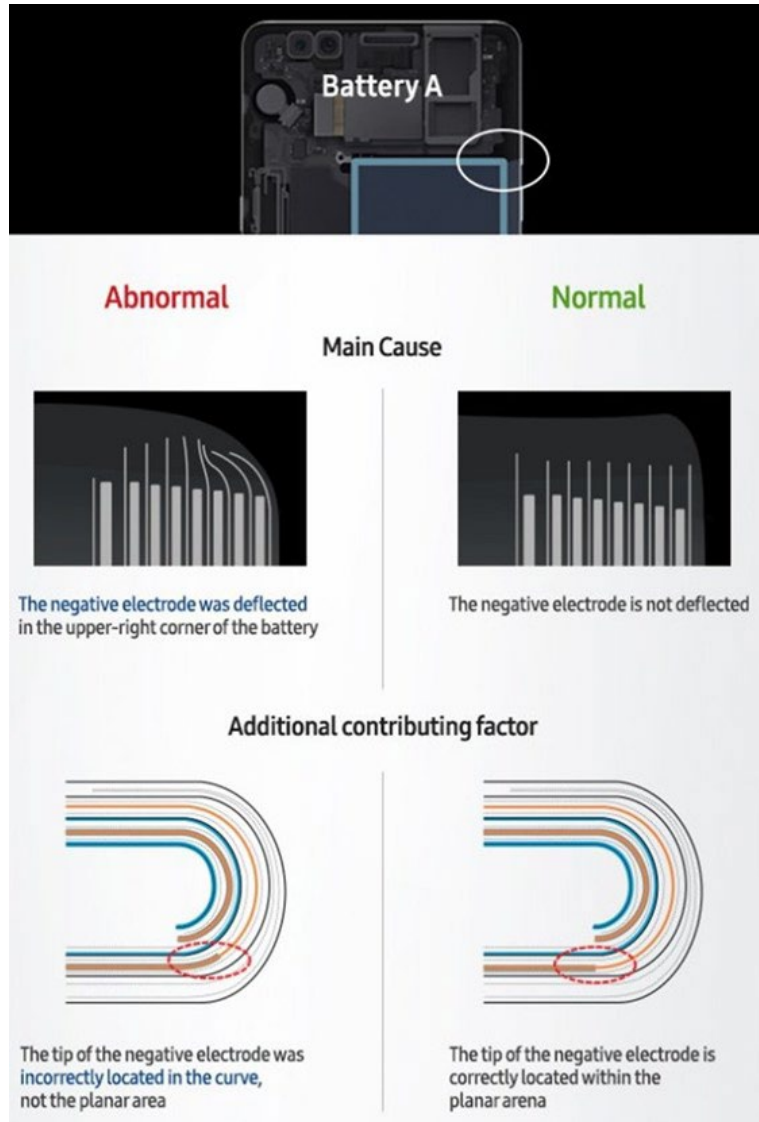 Battery A
Abnormal
Normal
Main Cause
The negative electrode was deflected
in the upper-right corner of the battery
The negative electrode is not deflected
Additional contributing factor
The tip of the negative electrode was
incorrectly located in the curve,
not the planar area
The tip of the negative electrode is
correctly located within the
planar arena